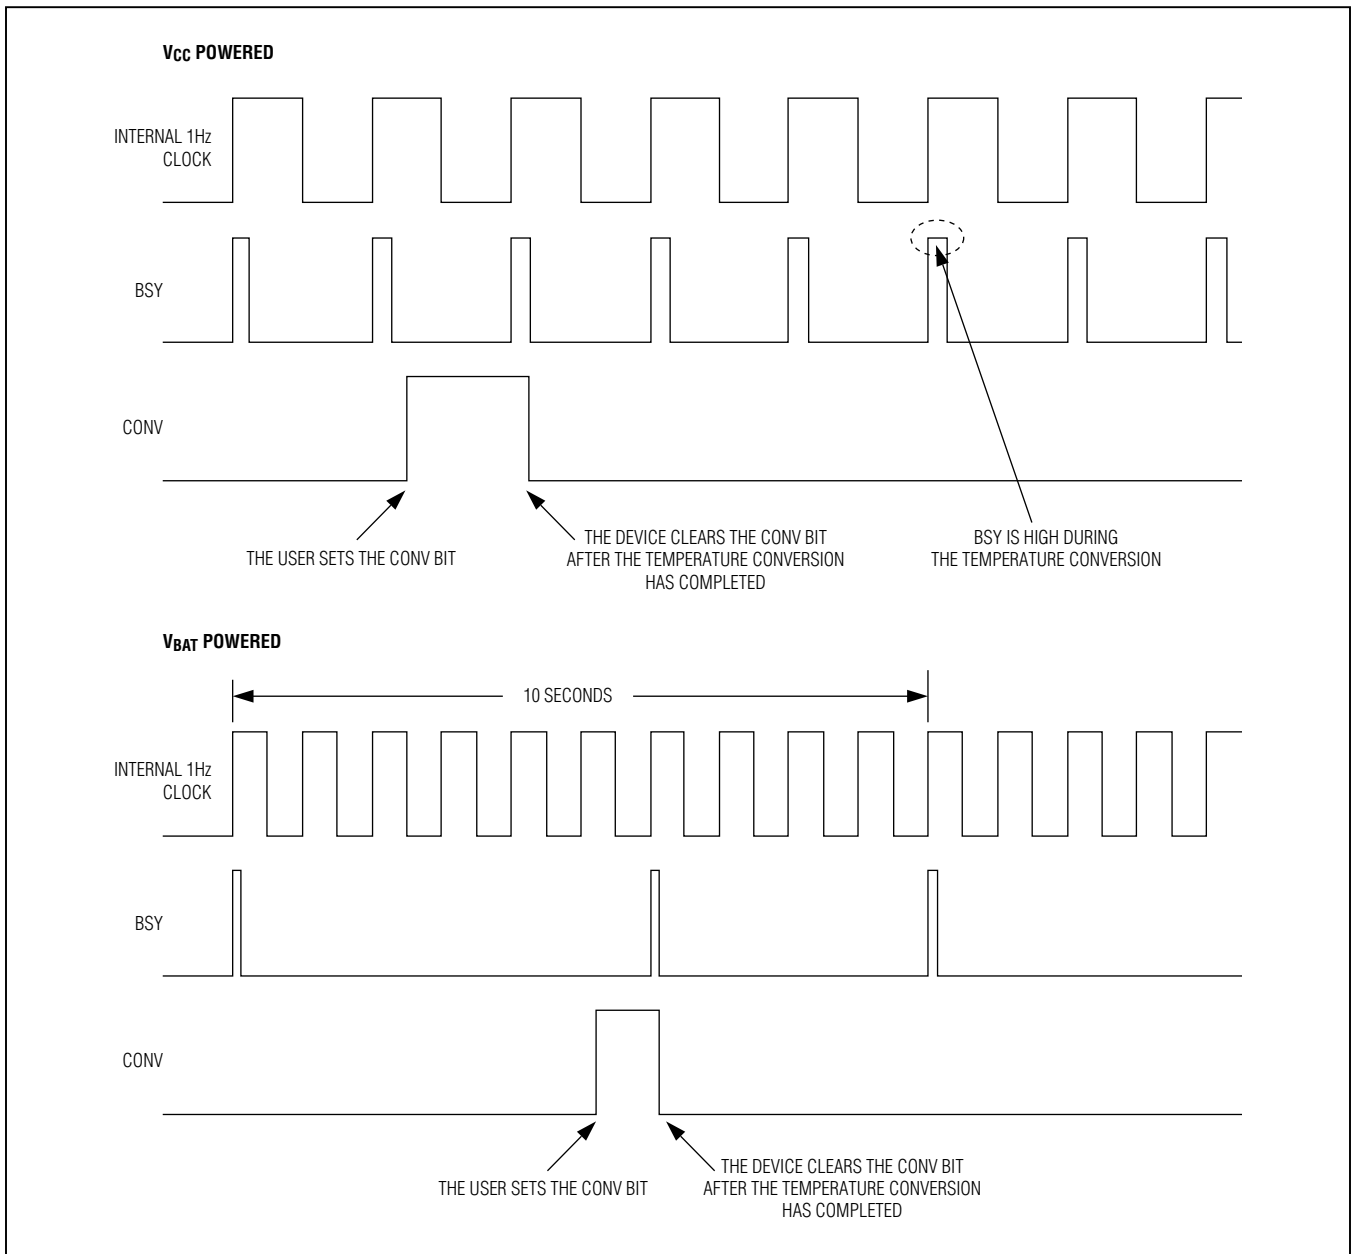 VCC POWERED
INTERNAL 1Hz
CLOCK
BSY
CONV
THE USER SETS THE CONV BIT
THE DEVICE CLEARS THE CONV BIT
AFTER THE TEMPERATURE CONVERSION
HAS COMPLETED
BSY IS HIGH DURING
THE TEMPERATURE CONVERSION
VBAT POWERED
10 SECONDS
INTERNAL 1Hz
CLOCK
BSY
CONV
THE USER SETS THE CONV BIT
THE DEVICE CLEARS THE CONV BIT
AFTER THE TEMPERATURE CONVERSION
HAS COMPLETED